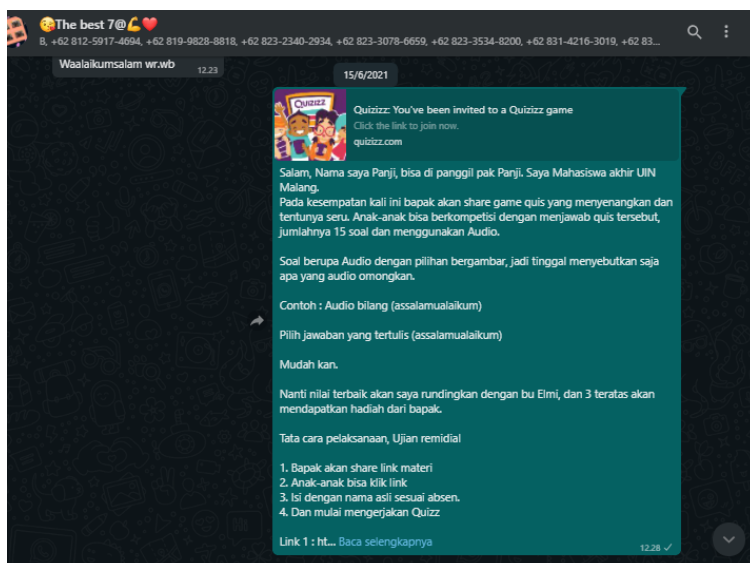 😘The best 7@💪❤️
B, +62 812-5917-4694, +62 819-9828-8818, +62 823-2340-2934, +62 823-3078-6659, +62 823-3534-8200, +62 831-4216-3019, +62 83...
Waalaikumsalam wr.wb
12.23
15/6/2021
Quizizz
Quizizz: You've been invited to a Quizizz game
Click the link to join now.
quizizz.com
Salam, Nama saya Panji, bisa di panggil pak Panji. Saya Mahasiswa akhir UIN
Malang.
Pada kesempatan kali ini bapak akan share game quis yang menyenangkan dan
tentunya seru. Anak-anak bisa berkompetisi dengan menjawab quis tersebut,
jumlahnya 15 soal dan menggunakan Audio.
Soal berupa Audio dengan pilihan bergambar, jadi tinggal menyebutkan saja
apa yang audio omongkan.
Contoh : Audio bilang (assalamualaikum)
Pilih jawaban yang tertulis (assalamualaikum)
Mudah kan.
Nanti nilai terbaik akan saya rundingkan dengan bu Elmi, dan 3 teratas akan
mendapatkan hadiah dari bapak.
Tata cara pelaksanaan, Ujian remidial
1. Bapak akan share link materi
2. Anak-anak bisa klik link
3. Isi dengan nama asli sesuai absen.
4. Dan mulai mengerjakan Quizz
Link 1 : ht... Baca selengkapnya
12.28